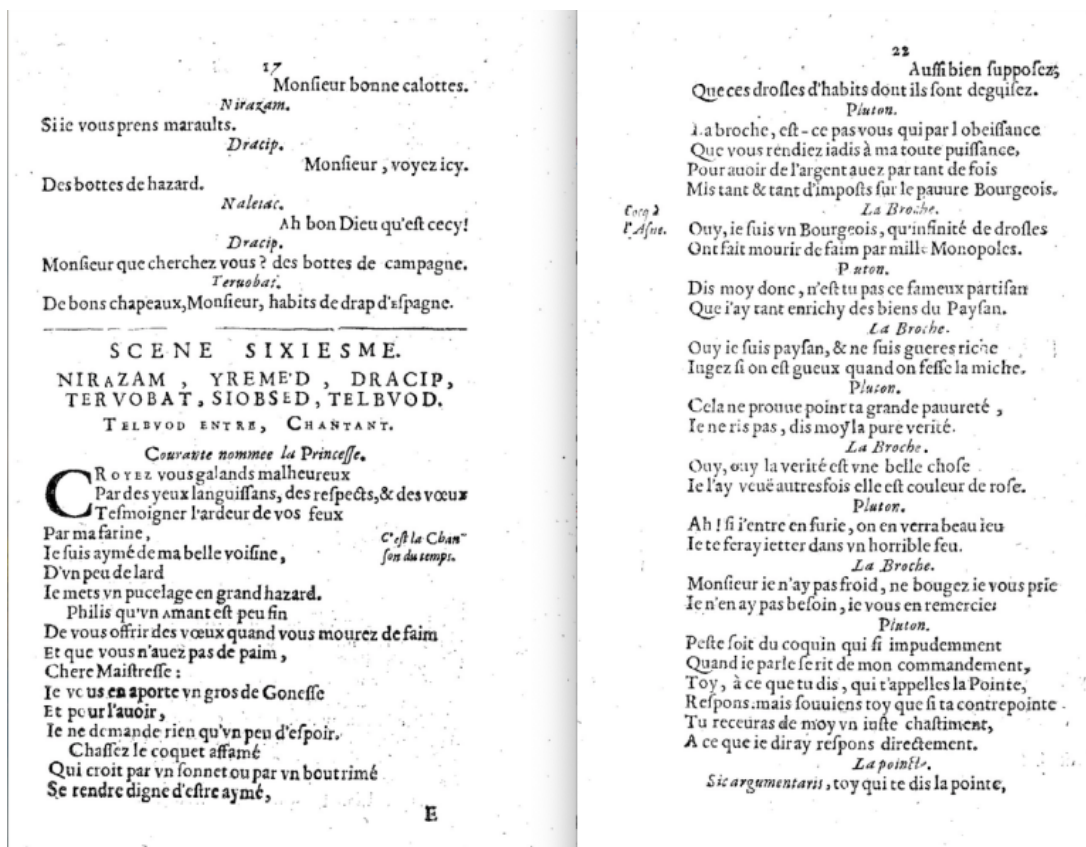 17
Monſieur bonne calottes.
Nirazam.
Si ie vous prens maraults.
Dracip.
Monſieur, voyez icy.
Des bottes de hazard.
Naletac.
Ah bon Dieu qu'eſt cecy!
Dracip.
Monſieur que cherchez vous? des bottes de campagne.
Teruobat.
De bons chapeaux, Monſieur, habits de drap d'eſpagne.
SCENE SIXIESME.
NIRAZAM, YREME'D, DRACIP,
TERVOBAT, SIOBSED, TELBVOD.
TELBVOD ENTRE, CHANTANT.
Courante nommee la Princeſſe.
CROYEZ vous galands malheureux
Par des yeux languiſſans, des reſpects, & des vœux
Teſmoigner l'ardeur de vos feux
Par ma farine,
Ie ſuis aymé de ma belle voiſine,
D'vn peu de lard
Ie mets vn pucelage en grand hazard.
C'eſt la Chan-
ſon du temps.
Philis qu'vn Amant eſt peu fin
De vous offrir des vœux quand vous mourez de faim
Et que vous n'auez pas de paim,
Chere Maiſtreſſe:
Ie vous en aporte vn gros de Goneſſe
Et pour l'auoir,
Ie ne demande rien qu'vn peu d'eſpoir.
Chaſſez le coquet affamé
Qui croit par vn ſonnet ou par vn boutrimé
Se rendre digne d'eſtre aymé,
E
22
Auſſi bien ſuppoſez;
Que ces droſles d'habits dont ils ſont deguiſez.
Pluton.
La broche, eſt-ce pas vous qui par l obeiſſance
Que vous rendiez iadis à ma toute puiſſance,
Pour auoir de l'argent auez par tant de fois
Mis tant & tant d'impoſts ſur le pauure Bourgeois.
La Broche.
Cocq à
l'Aſne.
Ouy, ie ſuis vn Bourgeois, qu'infinité de droſles
Ont fait mourir de faim par mille Monopoles.
Pluton.
Dis moy donc, n'eſt tu pas ce fameux partiſan
Que i'ay tant enrichy des biens du Payſan.
La Broche.
Ouy ie ſuis payſan, & ne ſuis gueres riche
Iugez ſi on eſt gueux quand on feſſe la miche.
Pluton.
Cela ne prouue point ta grande pauureté,
Ie ne ris pas, dis moy la pure verité.
La Broche.
Ouy, ouy la verité eſt vne belle choſe
Ie l'ay veuë autresfois elle eſt couleur de roſe.
Pluton.
Ah! ſi i'entre en furie, on en verra beau ieu
Ie te feray ietter dans vn horrible feu.
La Broche.
Monſieur ie n'ay pas froid, ne bougez ie vous prie
Ie n'en ay pas beſoin, ie vous en remercie:
Pluton.
Peſte ſoit du coquin qui ſi impudemment
Quand ie parle ſe rit de mon commandement,
Toy, à ce que tu dis, qui t'appelles la Pointe,
Reſpons. mais ſouuiens toy que ſi ta contrepointe
Tu receuras de moy vn iuſte chaſtiment,
A ce que ie diray reſpons directement.
La pointe.
Sic argumentaris, toy qui te dis la pointe,